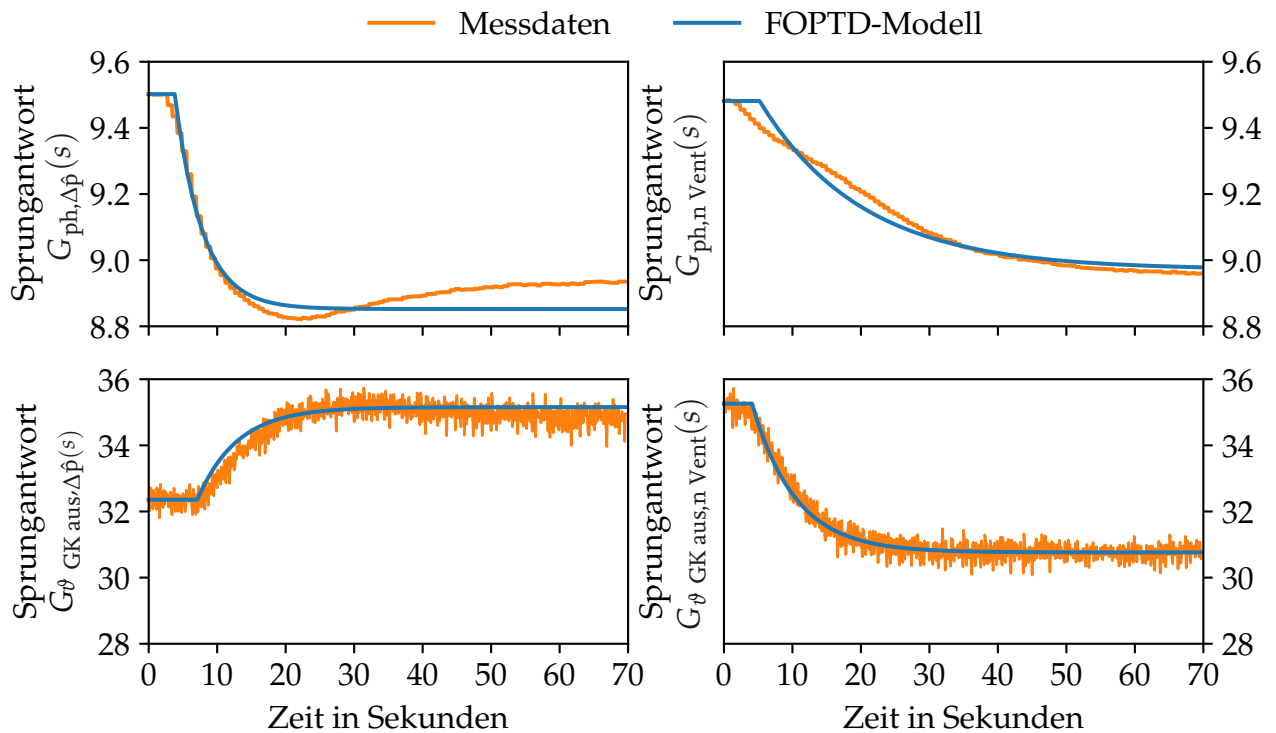 Messdaten FOPTD-Modell
Sprungantwort
G_ph,Δp̂(s)
9.6
9.4
9.2
9.0
8.8
Sprungantwort
G_ph,n Vent(s)
9.6
9.4
9.2
9.0
8.8
Sprungantwort
G_ϑ GK aus,Δp̂(s)
36
34
32
30
28
0 10 20 30 40 50 60 70
Zeit in Sekunden
Sprungantwort
G_ϑ GK aus,n Vent(s)
36
34
32
30
28
0 10 20 30 40 50 60 70
Zeit in Sekunden